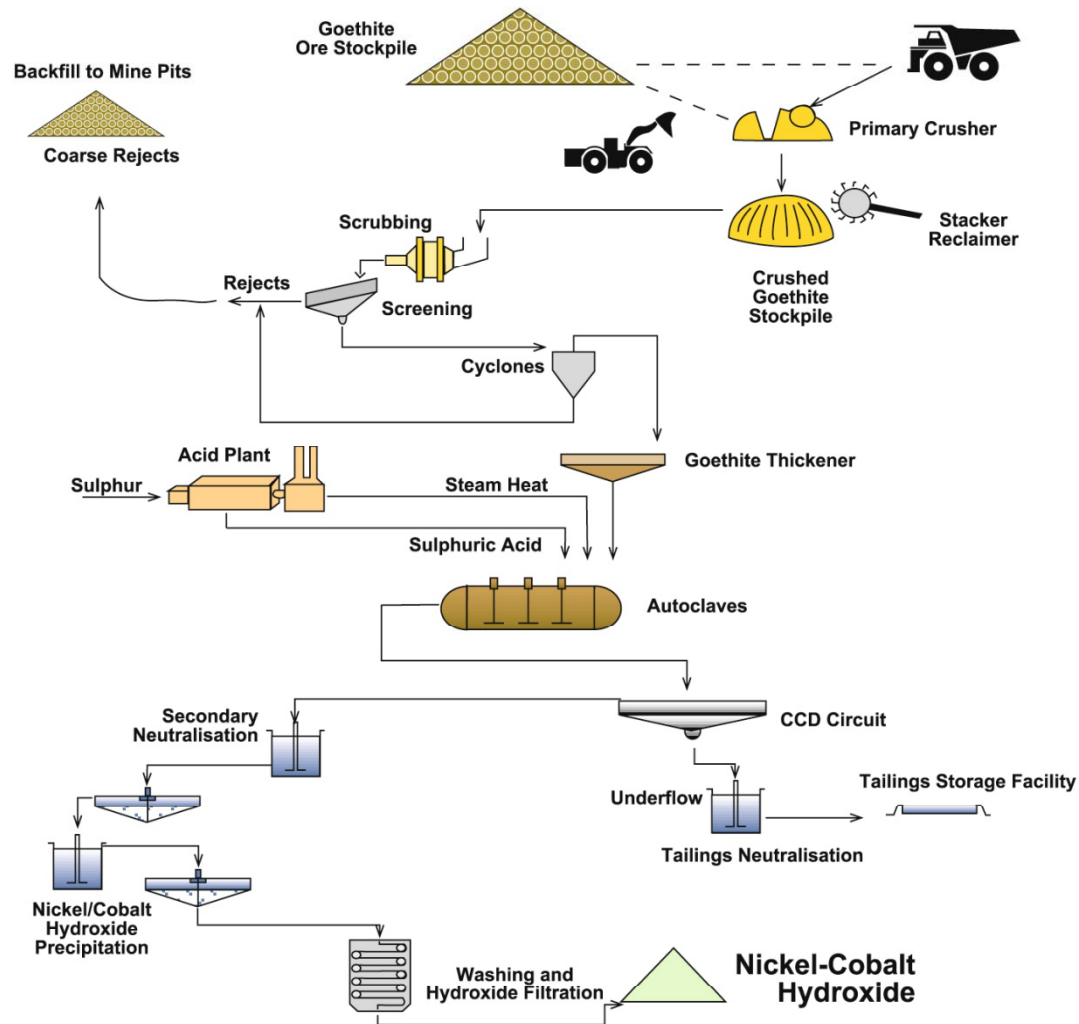 Goethite
Ore Stockpile
Backfill to Mine Pits
Coarse Rejects
Primary Crusher
Stacker
Reclaimer
Scrubbing
Rejects
Screening
Crushed
Goethite
Stockpile
Cyclones
Acid Plant
Goethite Thickener
Sulphur
Steam Heat
Sulphuric Acid
Autoclaves
Secondary
Neutralisation
CCD Circuit
Underflow
Tailings Storage Facility
Tailings Neutralisation
Nickel/Cobalt
Hydroxide
Precipitation
Washing and
Hydroxide Filtration
Nickel-Cobalt
Hydroxide